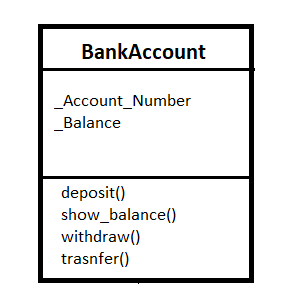 BankAccount
_Account_Number
_Balance
deposit()
show_balance()
withdraw()
trasnfer()